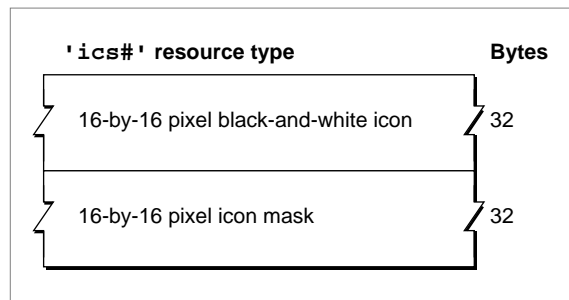 'ics#' resource type Bytes
16-by-16 pixel black-and-white icon 32
16-by-16 pixel icon mask 32